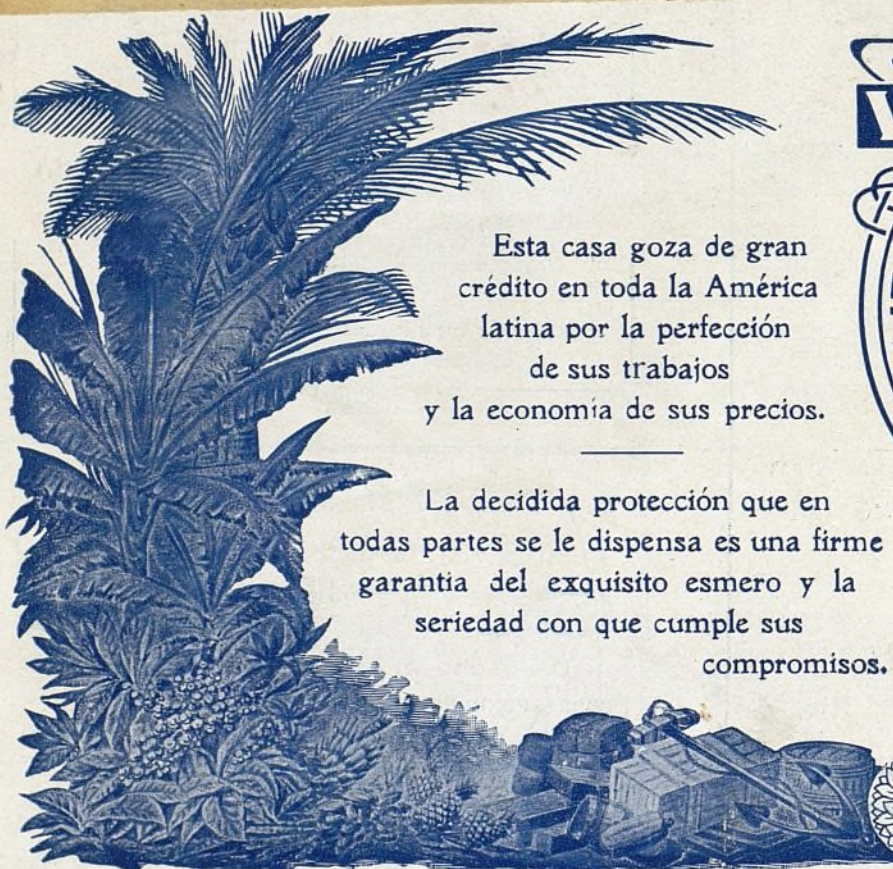 Esta casa goza de gran
crédito en toda la América
latina por la perfección
de sus trabajos
y la economía de sus precios.
La decidida protección que en
todas partes se le dispensa es una firme
garantia del exquisito esmero y la
seriedad con que cumple sus
compromisos.